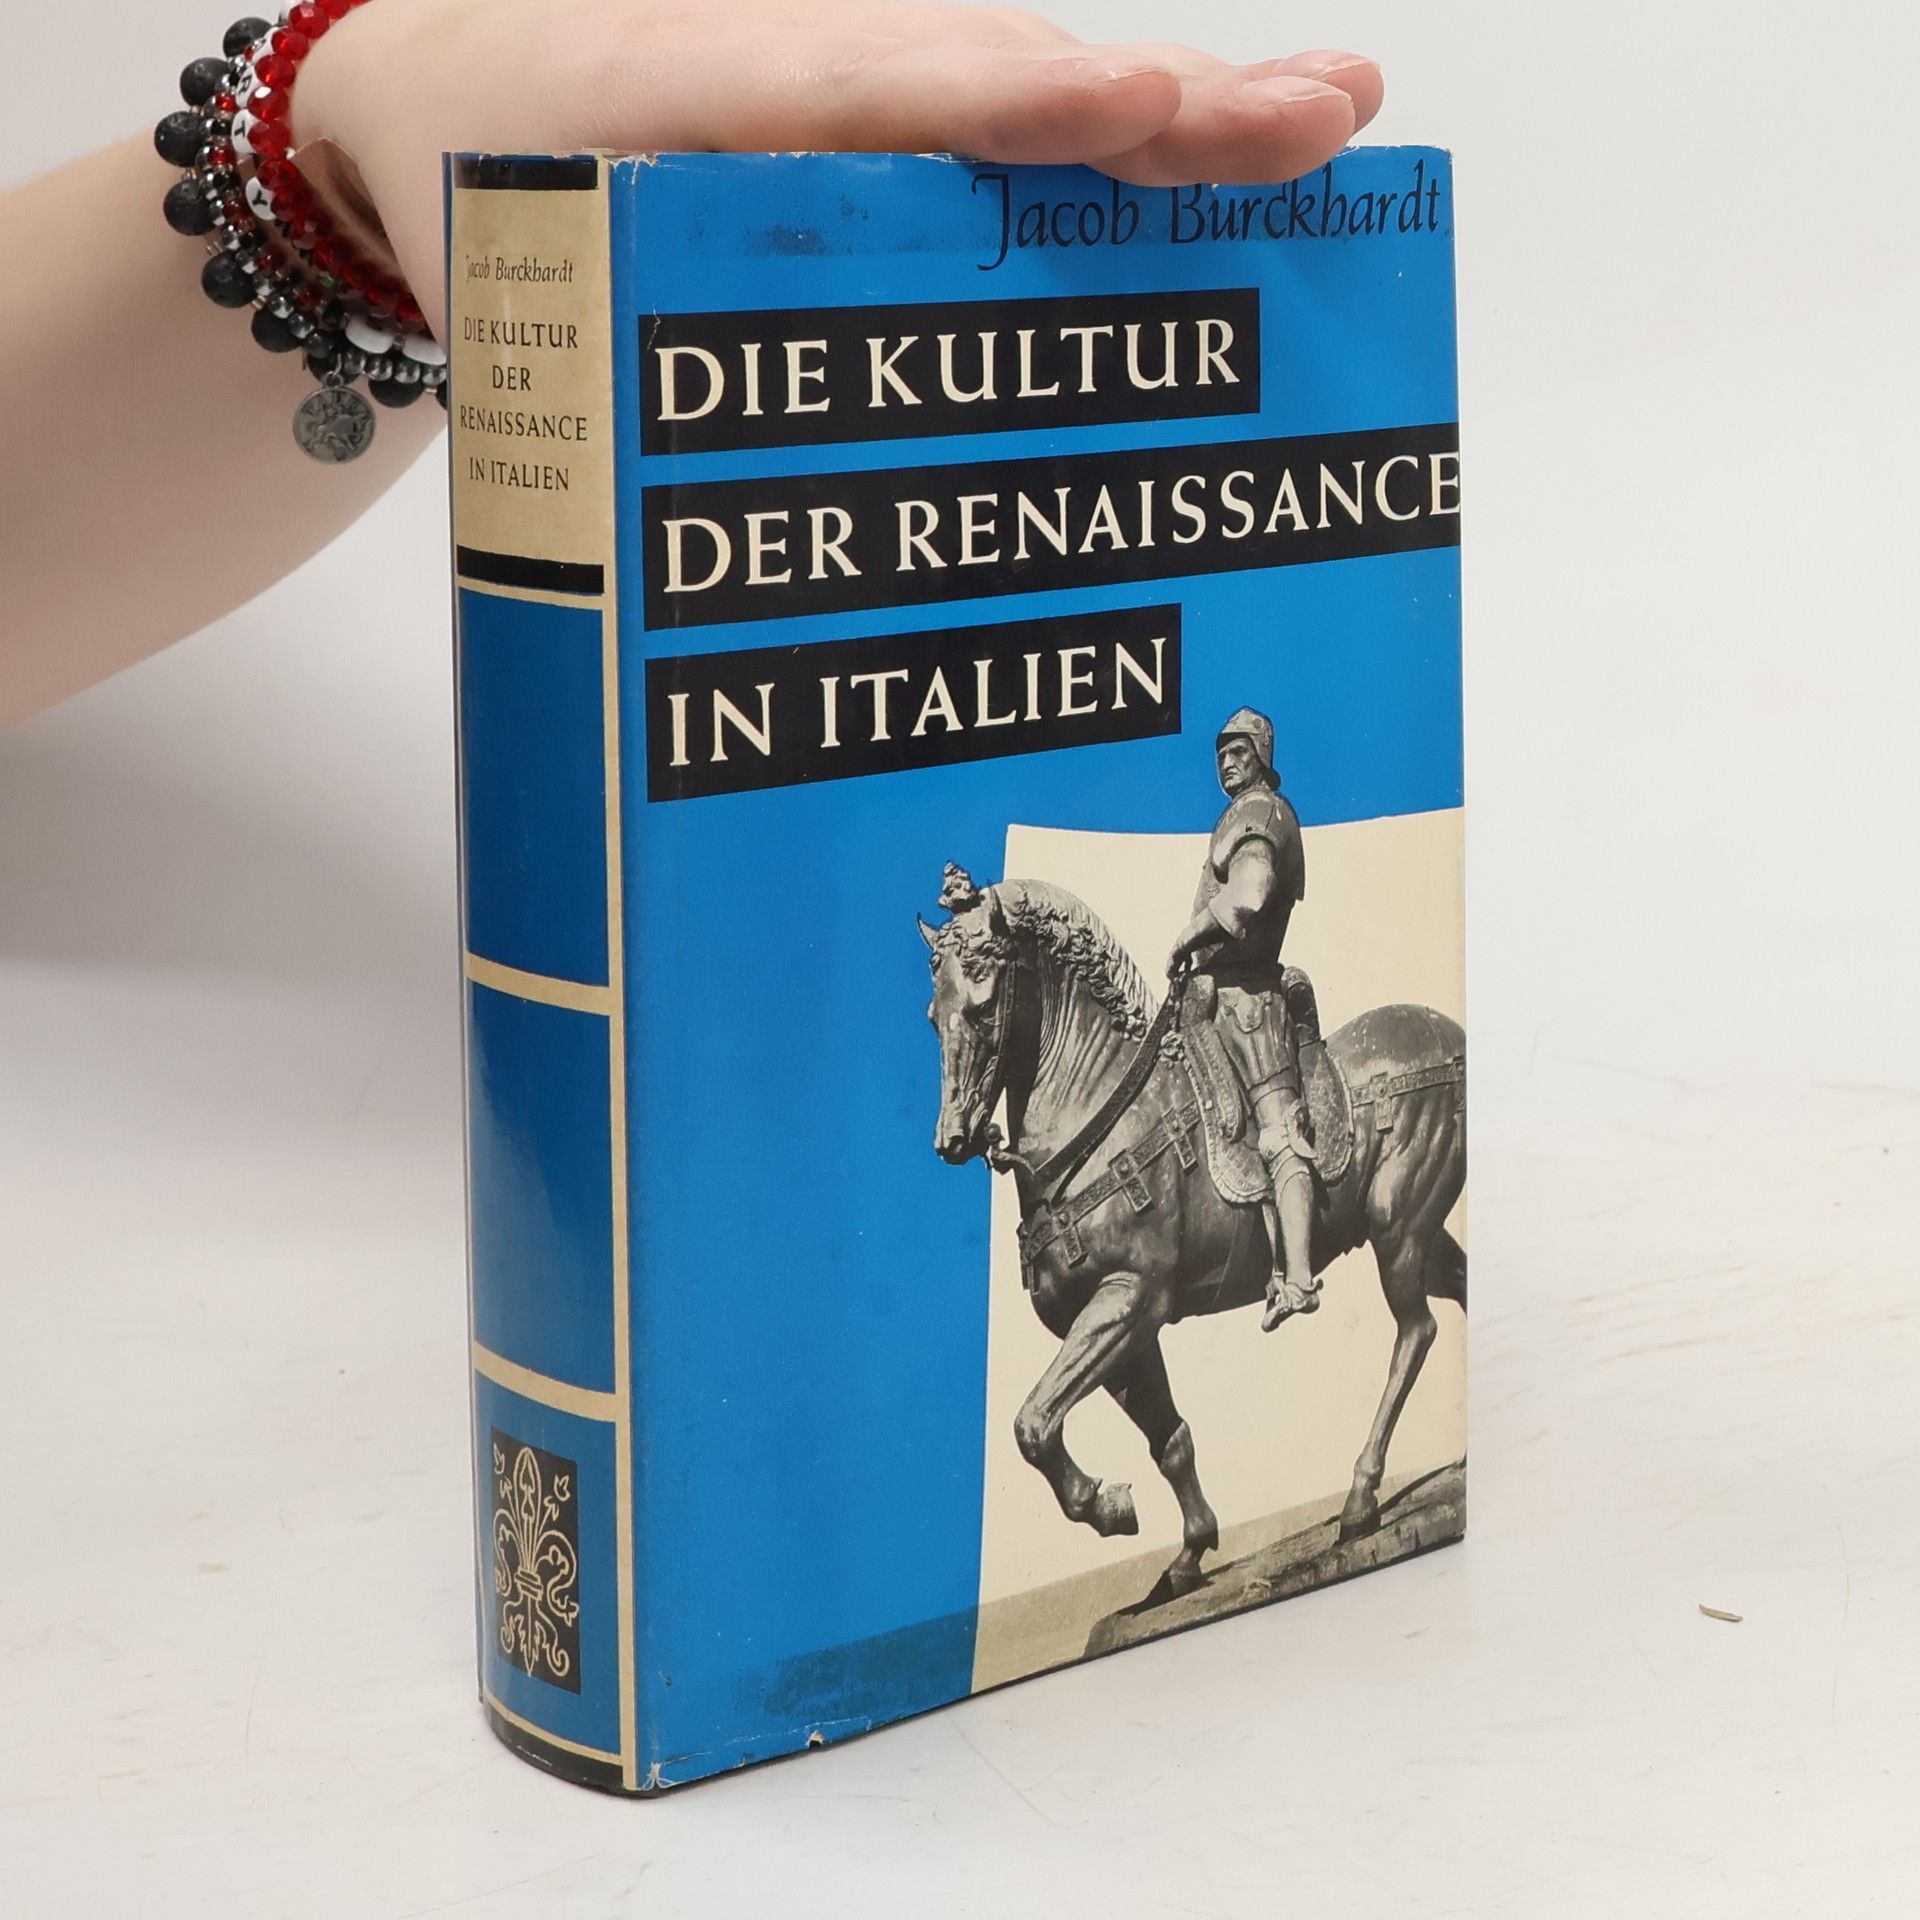 Jacob Burckhardt
DIE KULTUR
DER
RENAISSANCE
IN ITALIEN
Jacob Burckhardt
DIE KULTUR
DER RENAISSANCE
IN ITALIEN